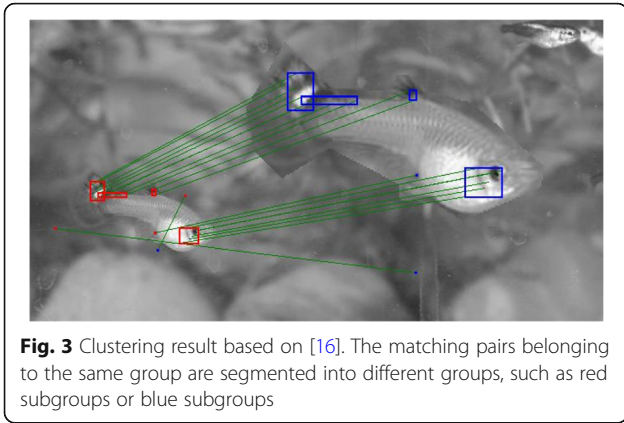 Fig. 3 Clustering result based on [16]. The matching pairs belonging
to the same group are segmented into different groups, such as red
subgroups or blue subgroups